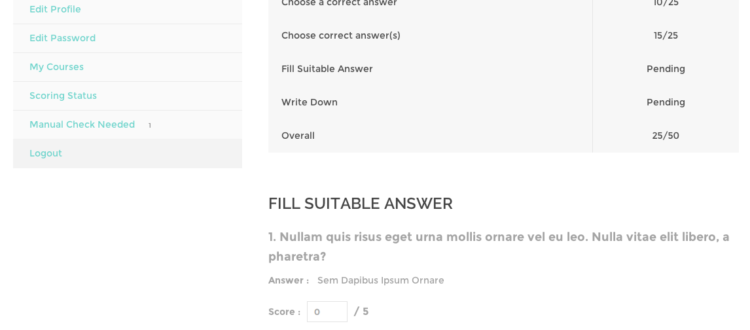 Edit Profile
Edit Password
My Courses
Scoring Status
Manual Check Needed 1
Logout
Choose a correct answer 10/25
Choose correct answer(s) 15/25
Fill Suitable Answer Pending
Write Down Pending
Overall 25/50
FILL SUITABLE ANSWER
1. Nullam quis risus eget urna mollis ornare vel eu leo. Nulla vitae elit libero, a
pharetra?
Answer : Sem Dapibus Ipsum Ornare
Score : 0 / 5